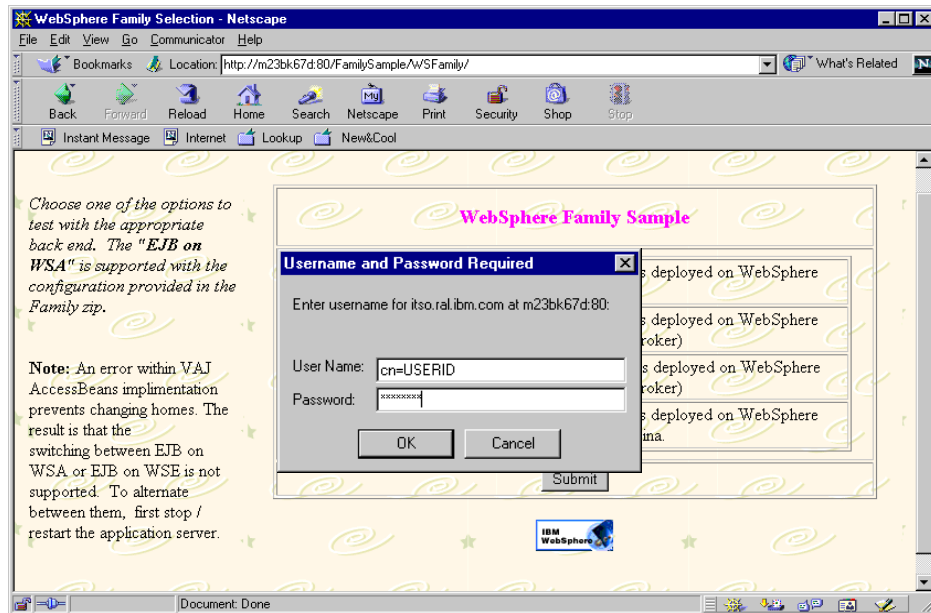 WebSphere Family Selection - Netscape
File Edit View Go Communicator Help
Bookmarks Location: http://m23bk67d:80/FamilySample/WSFamily/ What's Related N
My
Back Forward Reload Home Search Netscape Print Security Shop Stop
Instant Message Internet Lookup New&Cool
Choose one of the options to
test with the appropriate
back end. The "EJB on
WSA" is supported with the
configuration provided in the
Family zip.
Note: An error within VAJ
AccessBeans implimentation
prevents changing homes. The
result is that the
switching between EJB on
WSA or EJB on WSE is not
supported. To alternate
between them, first stop /
restart the application server.
WebSphere Family Sample
s deployed on WebSphere
s deployed on WebSphere
roker)
s deployed on WebSphere
roker)
s deployed on WebSphere
ina.
Username and Password Required
Enter username for itso.ral.ibm.com at m23bk67d:80:
User Name: cn=USERID
Password: ********
OK Cancel
Submit
IBM
WebSphere
Document: Done